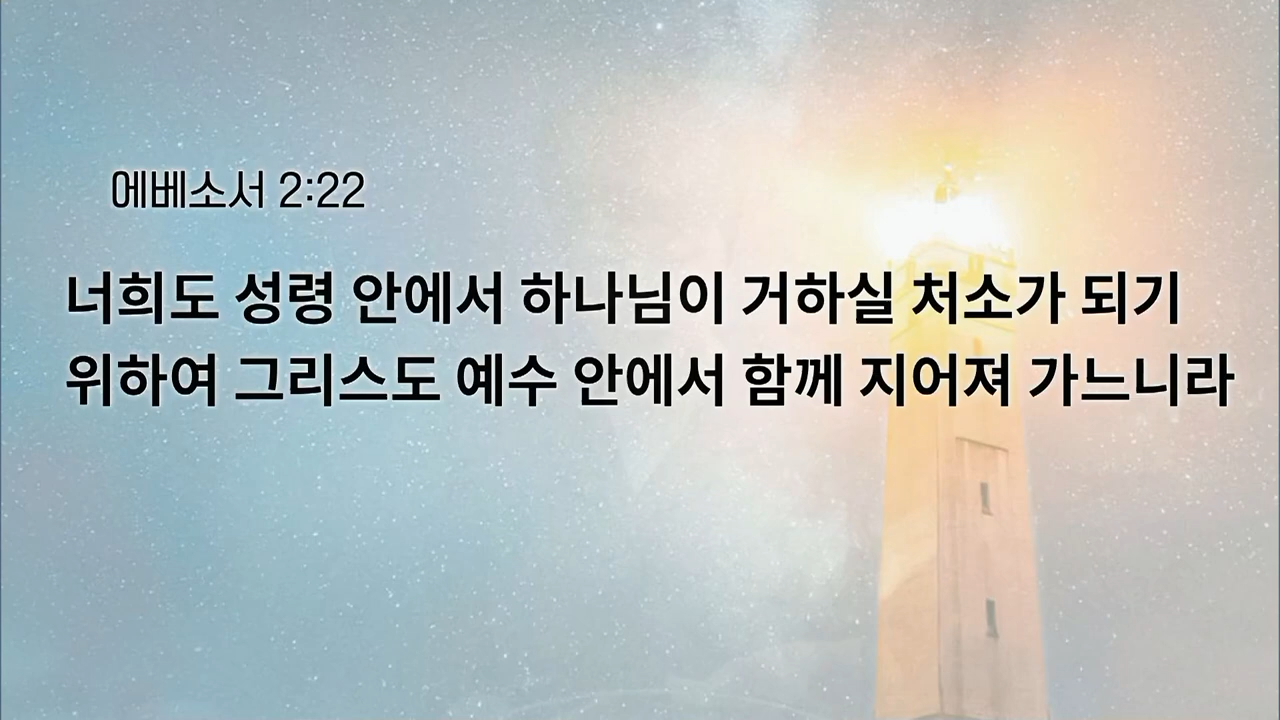 에베소서 2:22
너희도 성령 안에서 하나님이 거하실 처소가 되기
위하여 그리스도 예수 안에서 함께 지어져 가느니라